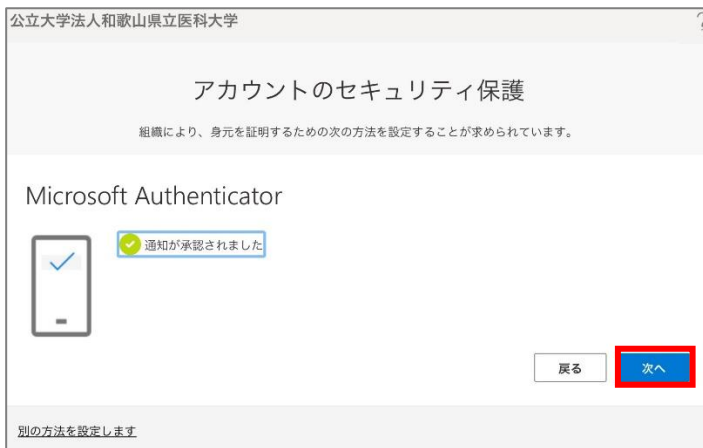 公立大学法人和歌山県立医科大学
アカウントのセキュリティ保護
組織により、身元を証明するための次の方法を設定することが求められています。
Microsoft Authenticator
通知が承認されました
戻る
次へ
別の方法を設定します